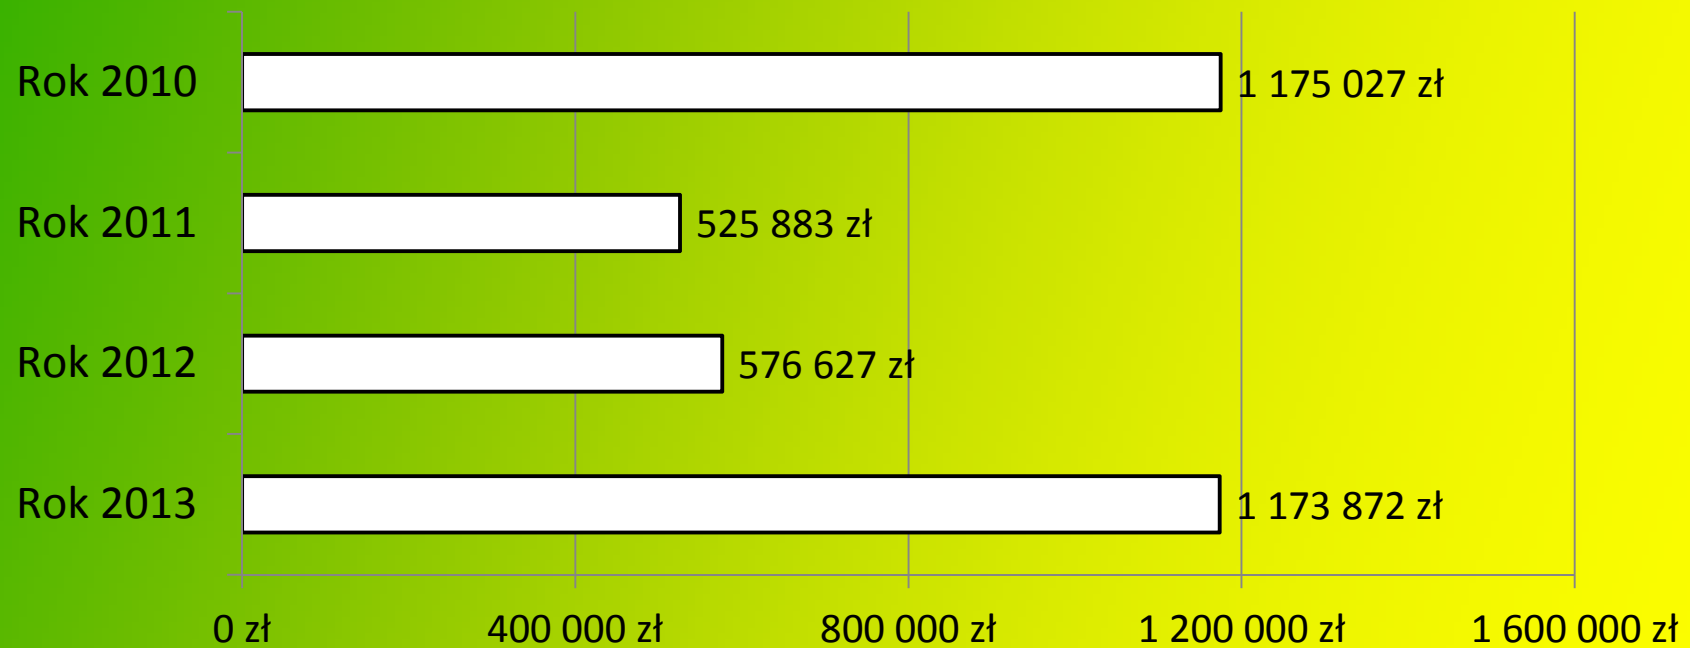 Rok 2010 1 175 027 zł
Rok 2011 525 883 zł
Rok 2012 576 627 zł
Rok 2013 1 173 872 zł
0 zł 400 000 zł 800 000 zł 1 200 000 zł 1 600 000 zł